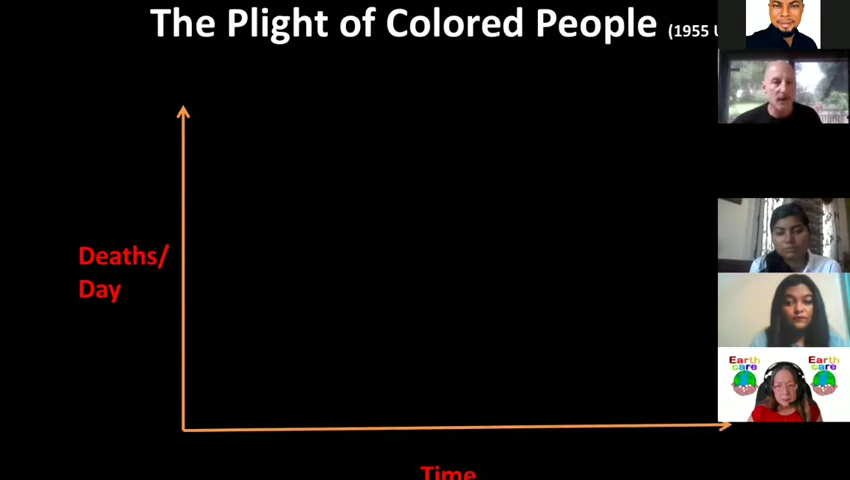 The Plight of Colored People (1955 U
Deaths/
Day
Time
Earth care
Earth care